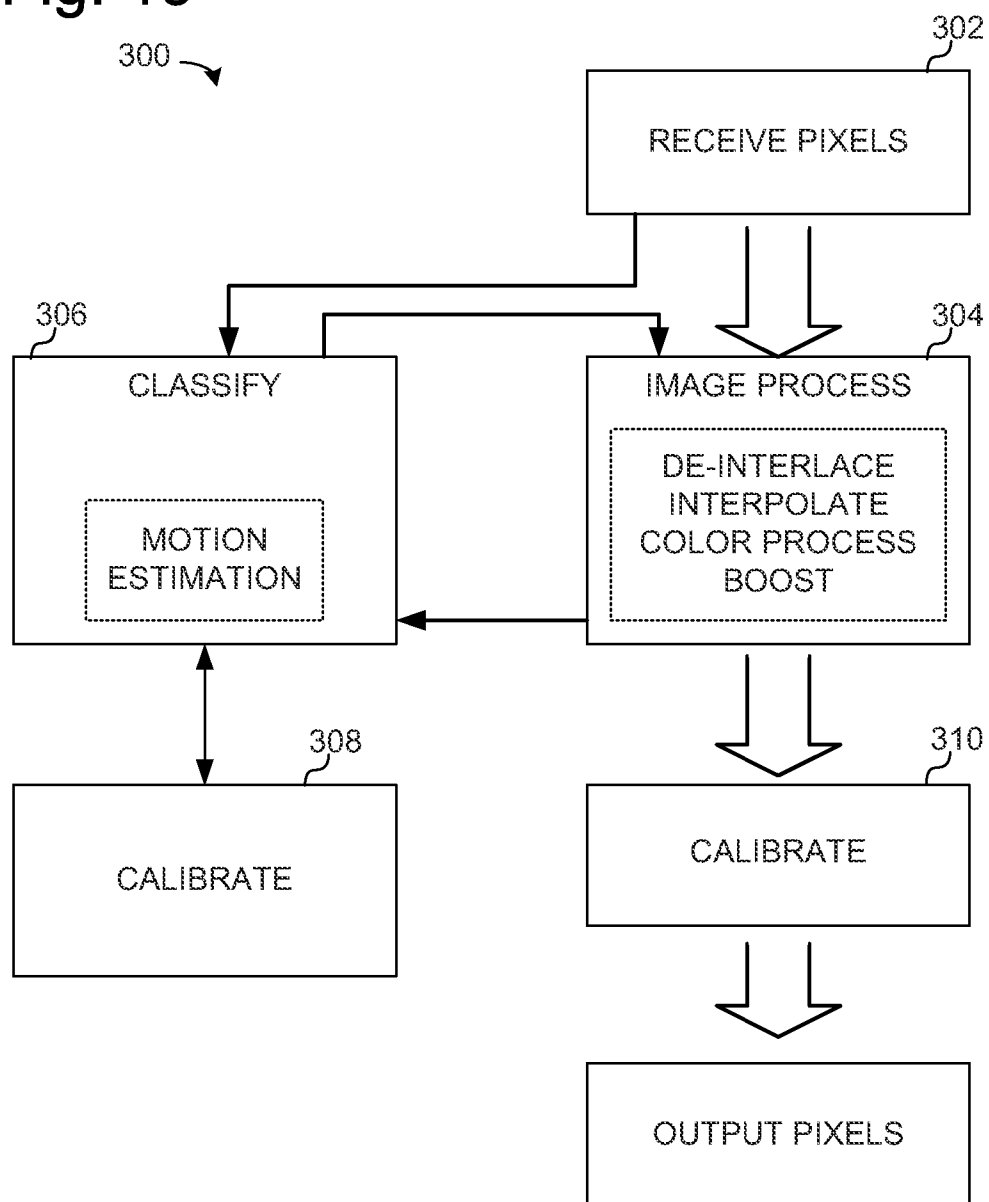 300
302
RECEIVE PIXELS
306
304
CLASSIFY
IMAGE PROCESS
MOTION
ESTIMATION
DE-INTERLACE
INTERPOLATE
COLOR PROCESS
BOOST
308
310
CALIBRATE
CALIBRATE
OUTPUT PIXELS